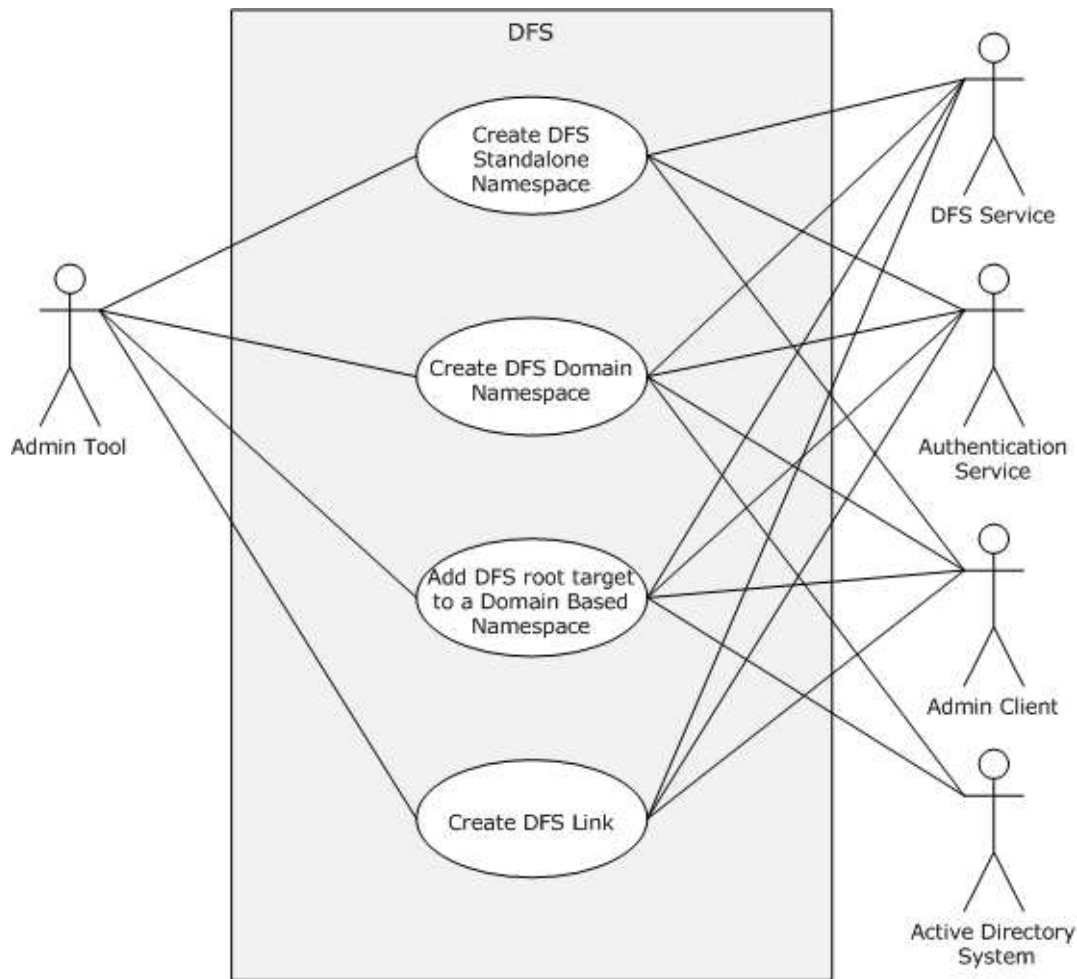 DFS
Create DFS
Standalone
Namespace
DFS Service
Admin Tool
Create DFS Domain
Namespace
Authentication
Service
Add DFS root target
to a Domain Based
Namespace
Admin Client
Create DFS Link
Active Directory
System